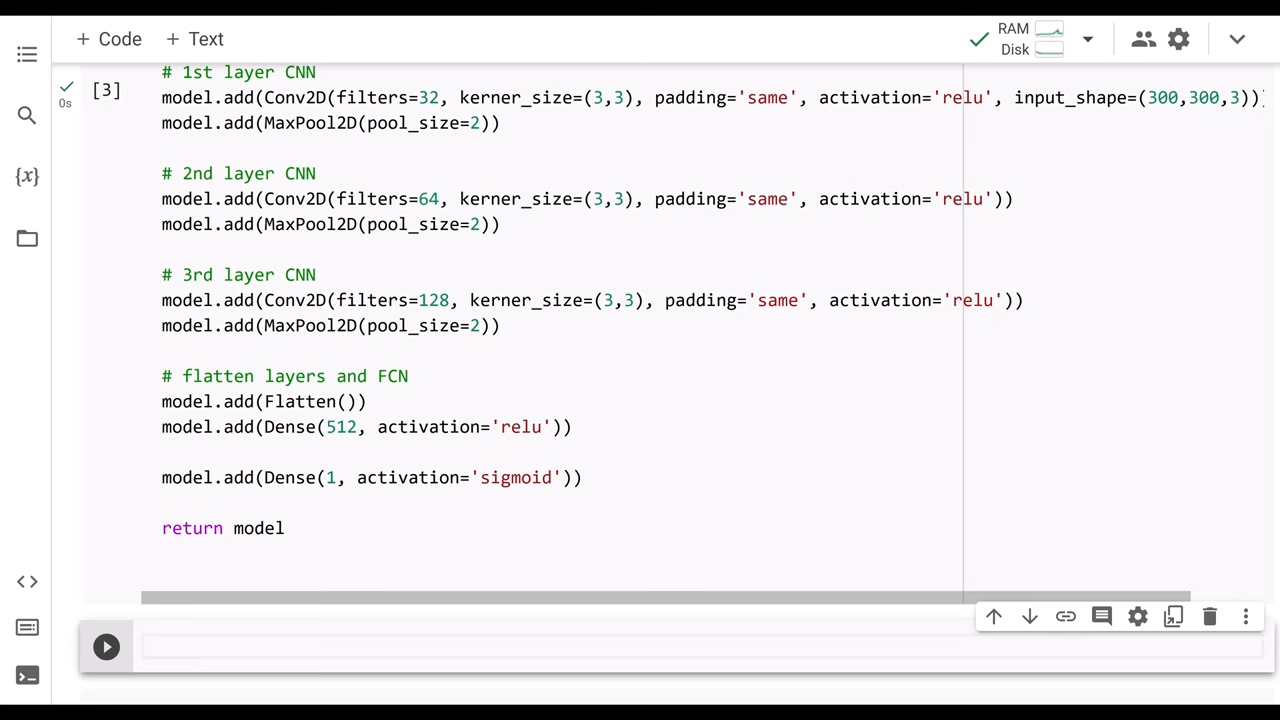 + Code + Text
RAM
Disk
[3]
0s
# 1st layer CNN
model.add(Conv2D(filters=32, kerner_size=(3,3), padding='same', activation='relu', input_shape=(300,300,3)))
model.add(MaxPool2D(pool_size=2))
# 2nd layer CNN
model.add(Conv2D(filters=64, kerner_size=(3,3), padding='same', activation='relu'))
model.add(MaxPool2D(pool_size=2))
# 3rd layer CNN
model.add(Conv2D(filters=128, kerner_size=(3,3), padding='same', activation='relu'))
model.add(MaxPool2D(pool_size=2))
# flatten layers and FCN
model.add(Flatten())
model.add(Dense(512, activation='relu'))
model.add(Dense(1, activation='sigmoid'))
return model